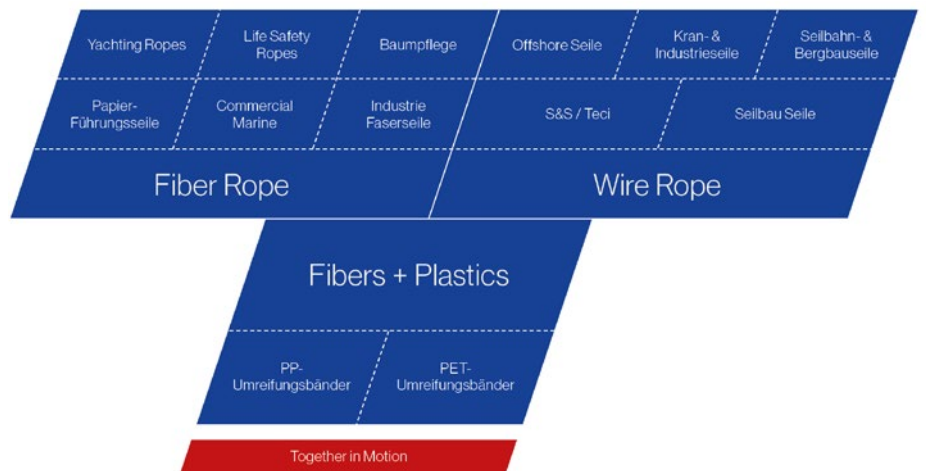 Yachting Ropes
Life Safety
Ropes
Baumpflege
Offshore Seile
Kran- &
Industrieseile
Seilbahn- &
Bergbauseile
Papier-
Führungsseile
Commercial
Marine
Industrie
Faserseile
S&S / Teci
Seilbau Seile
Fiber Rope
Wire Rope
Fibers + Plastics
PP-
Umreifungsbänder
PET-
Umreifungsbänder
Together in Motion